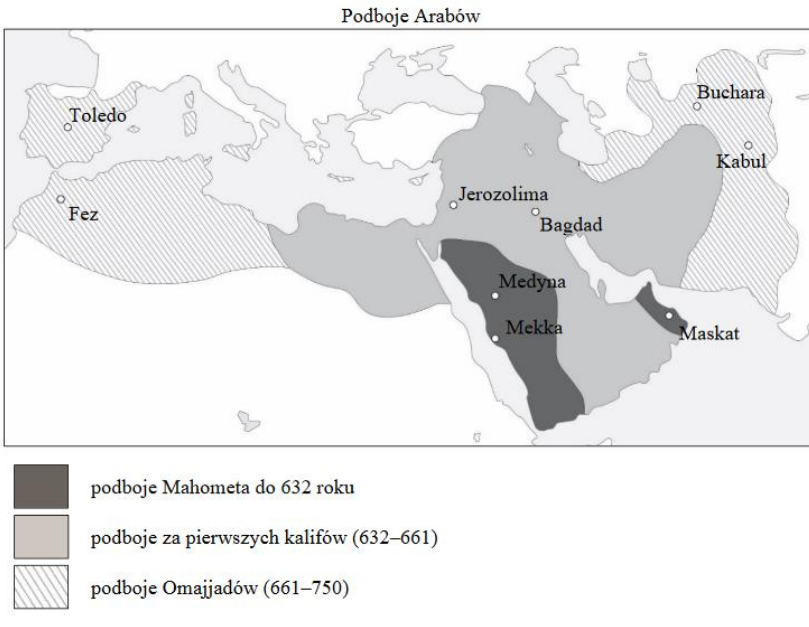 Podboje Arabów
Buchara
Toledo
Kabul
Jerozolima
Fez
Bagdad
Medyna
Mekka
Maskat
podboje Mahometa do 632 roku
podboje za pierwszych kalifów (632–661)
podboje Omajjadów (661–750)